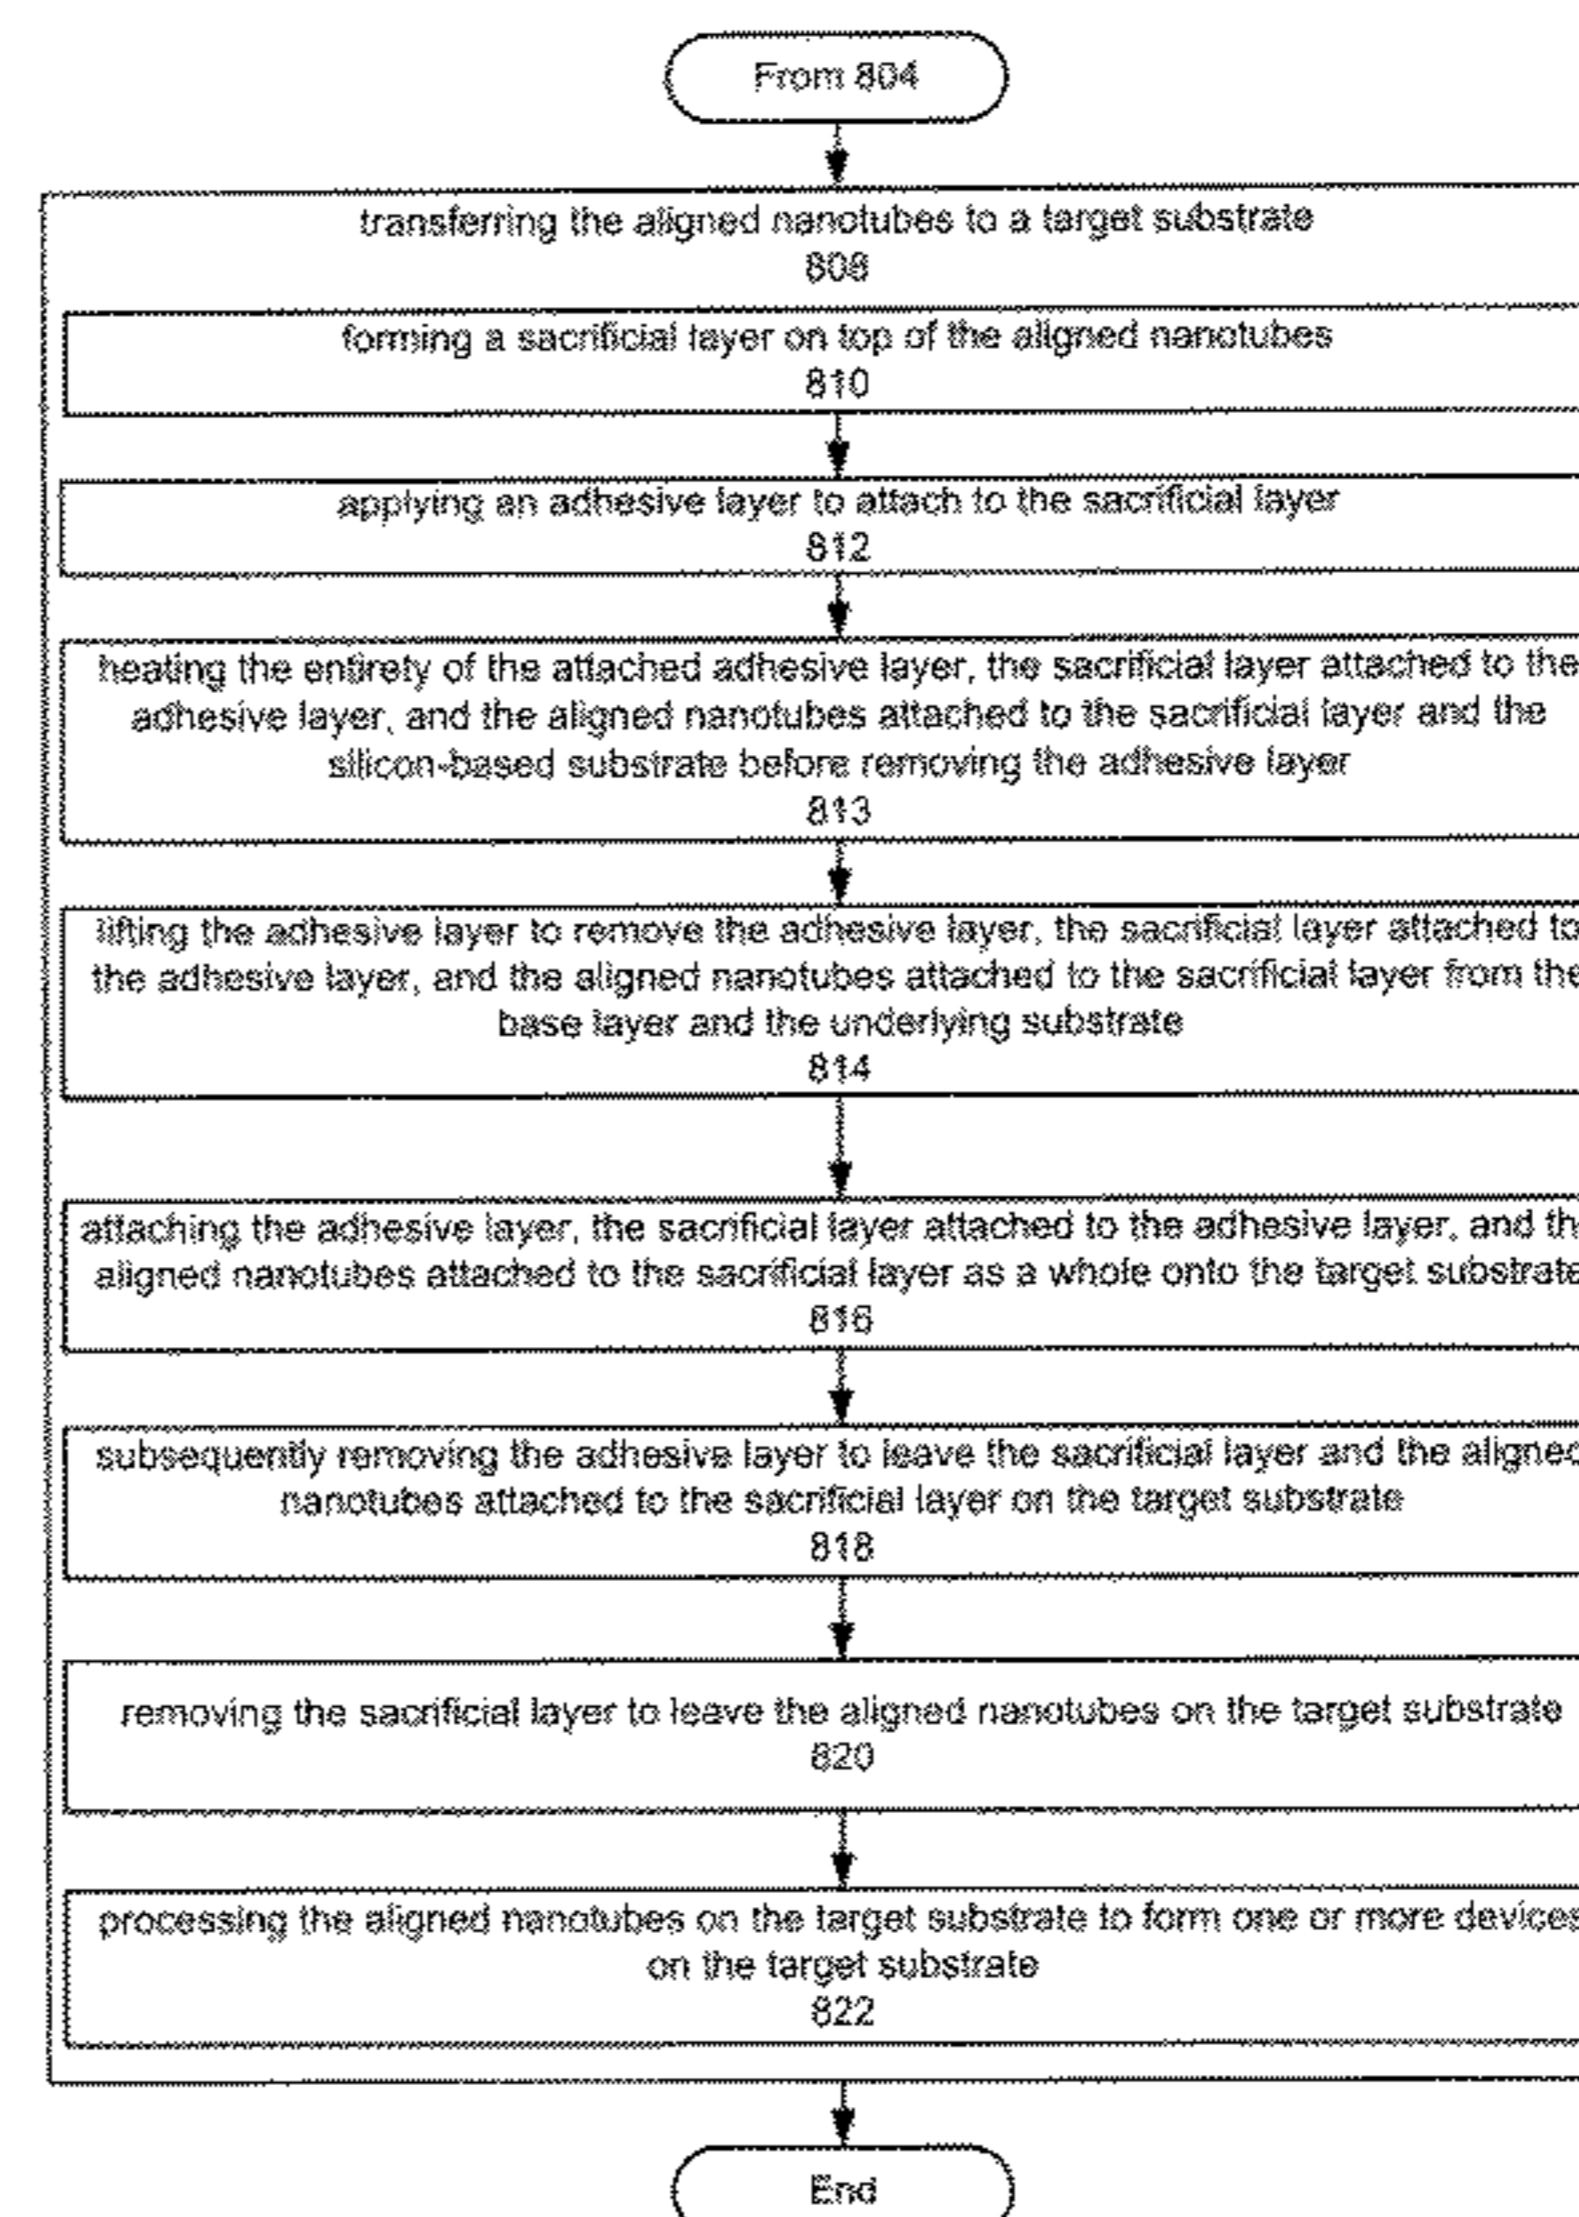 From 804
transferring the aligned nanotubes to a target substrate
808
forming a sacrificial layer on top of the aligned nanotubes
810
applying an adhesive layer to attach to the sacrificial layer
812
heating the entirety of the attached adhesive layer, the sacrificial layer attached to the
adhesive layer, and the aligned nanotubes attached to the sacrificial layer and the
silicon-based substrate before removing the adhesive layer
813
lifting the adhesive layer to remove the adhesive layer, the sacrificial layer attached to
the adhesive layer, and the aligned nanotubes attached to the sacrificial layer from the
base layer and the underlying substrate
814
attaching the adhesive layer, the sacrificial layer attached to the adhesive layer, and th
aligned nanotubes attached to the sacrificial layer as a whole onto the target substrate
816
subsequently removing the adhesive layer to leave the sacrificial layer and the aligned
nanotubes attached to the sacrificial layer on the target substrate
818
removing the sacrificial layer to leave the aligned nanotubes on the target substrate
820
processing the aligned nanotubes on the target substrate to form one or more devices
on the target substrate
822
End